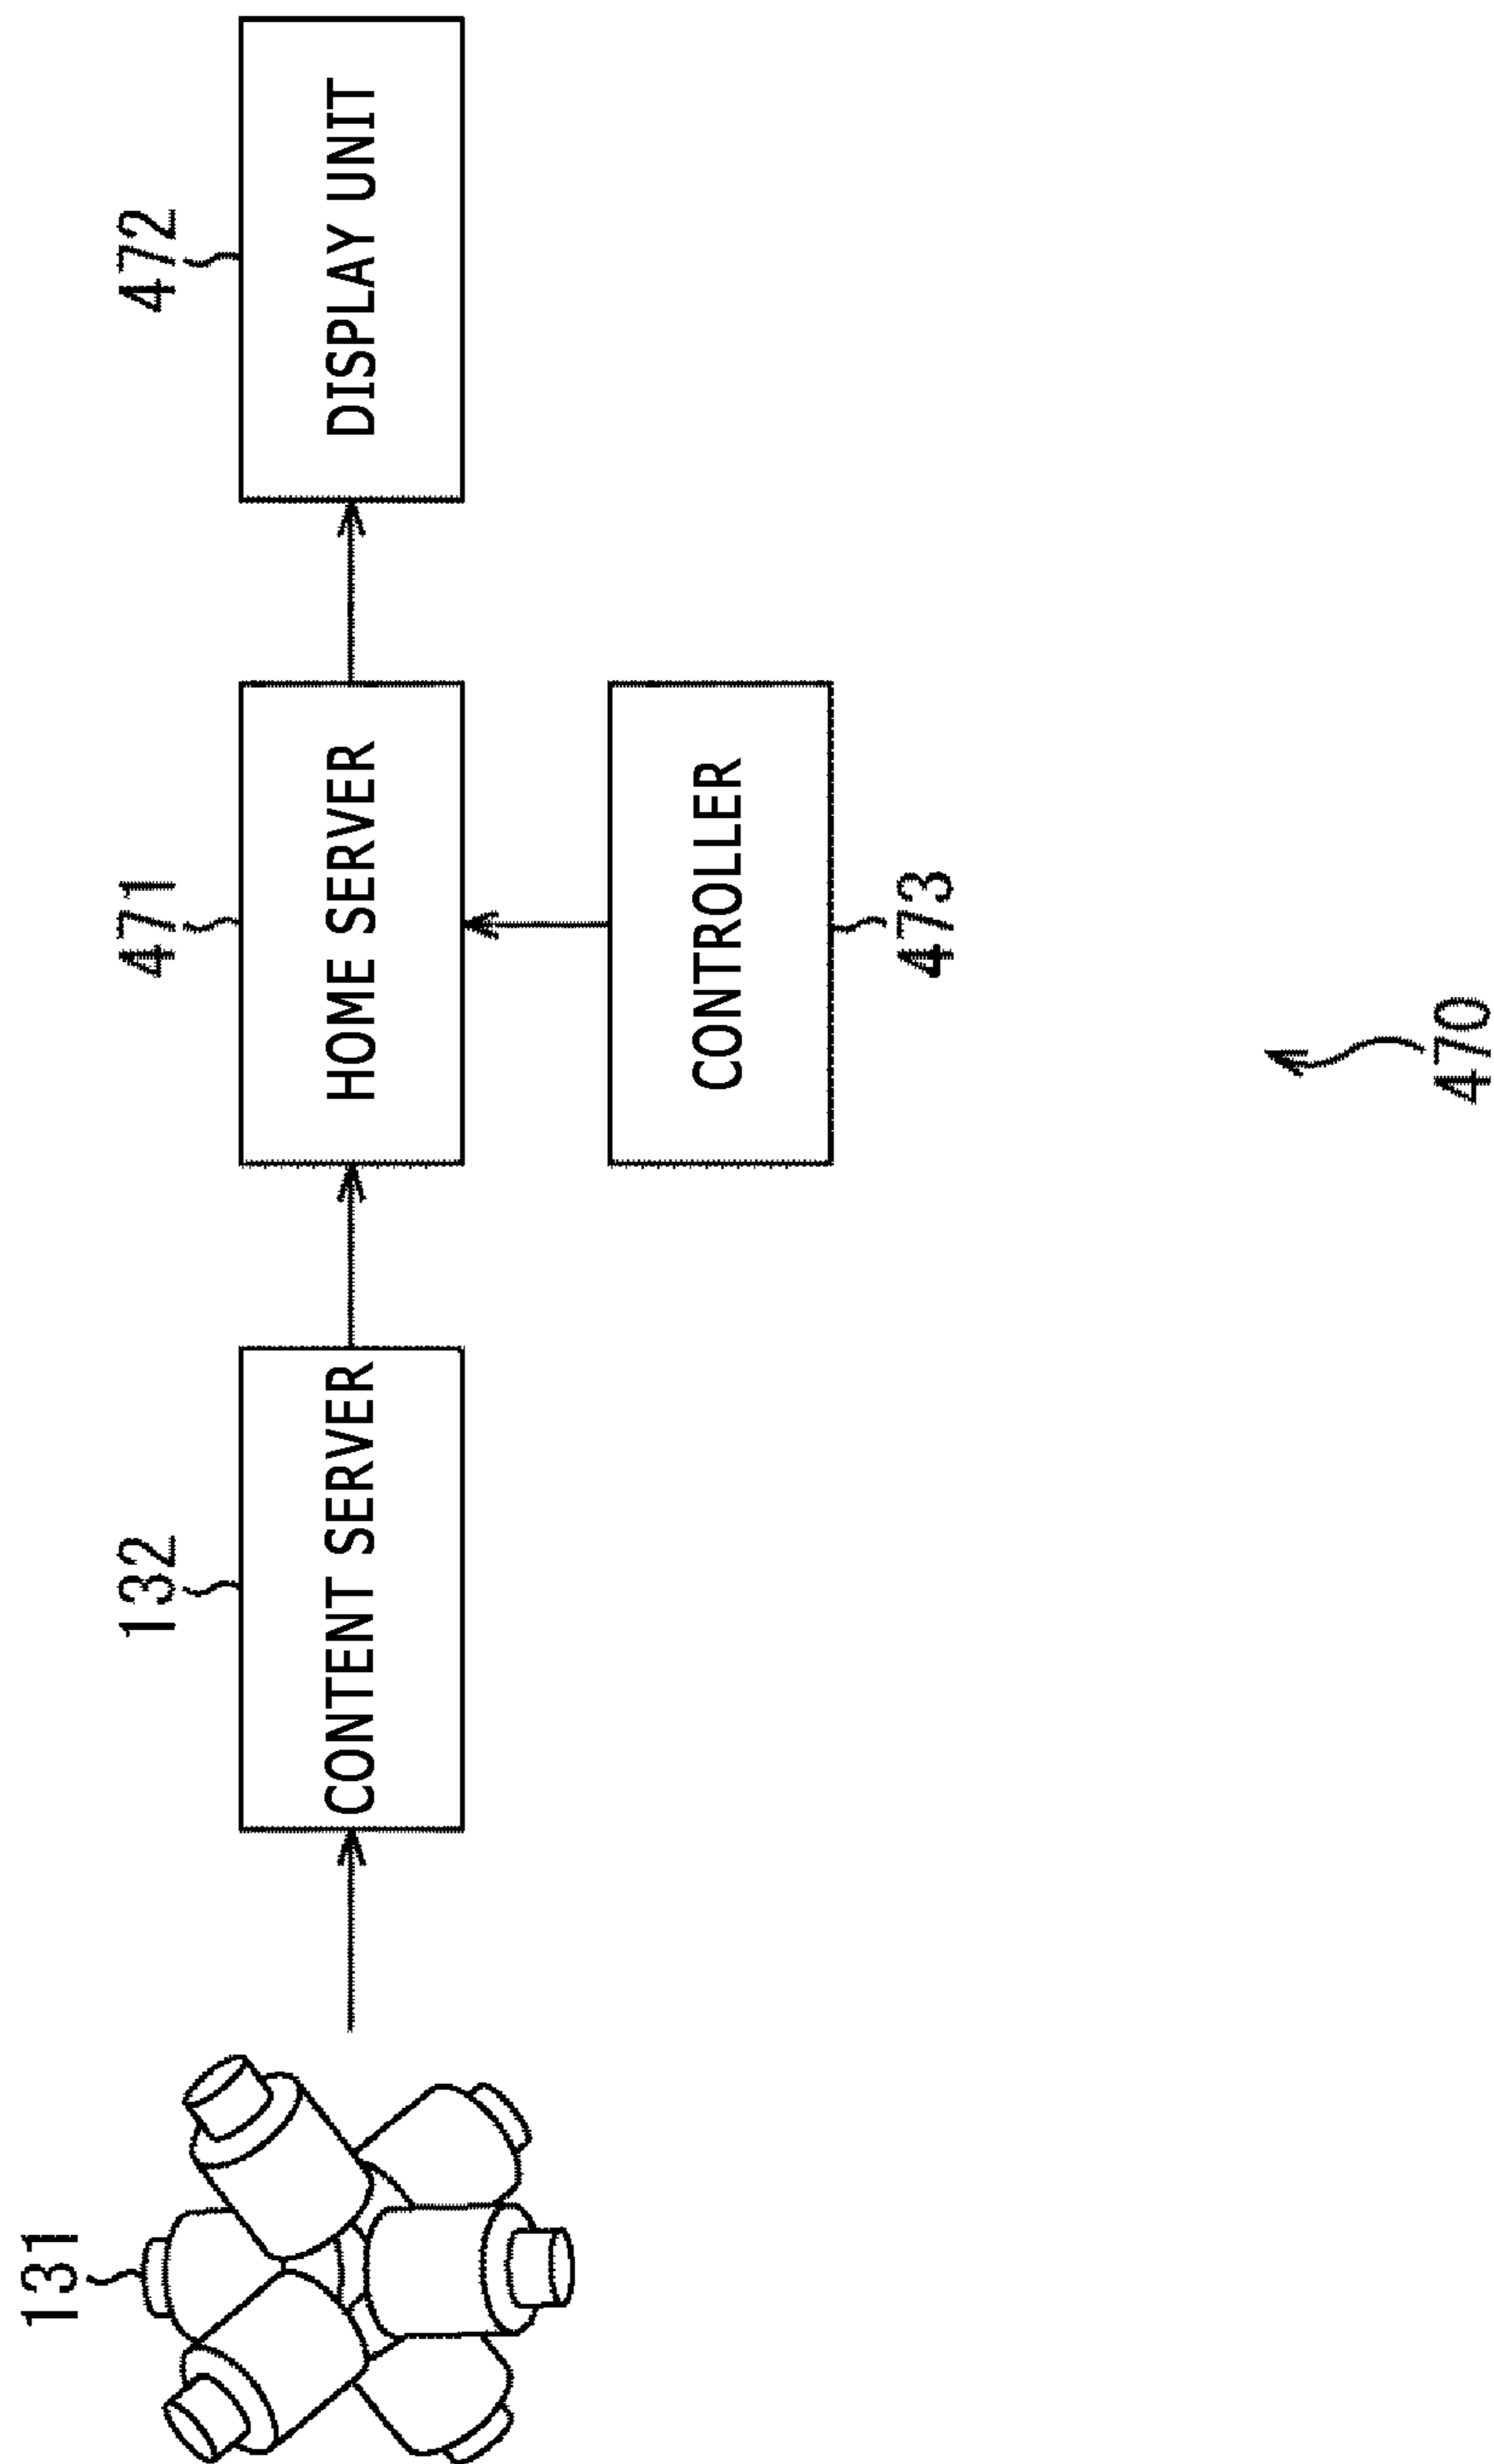 131
132
471
472
CONTENT SERVER
HOME SERVER
DISPLAY UNIT
CONTROLLER
473
470